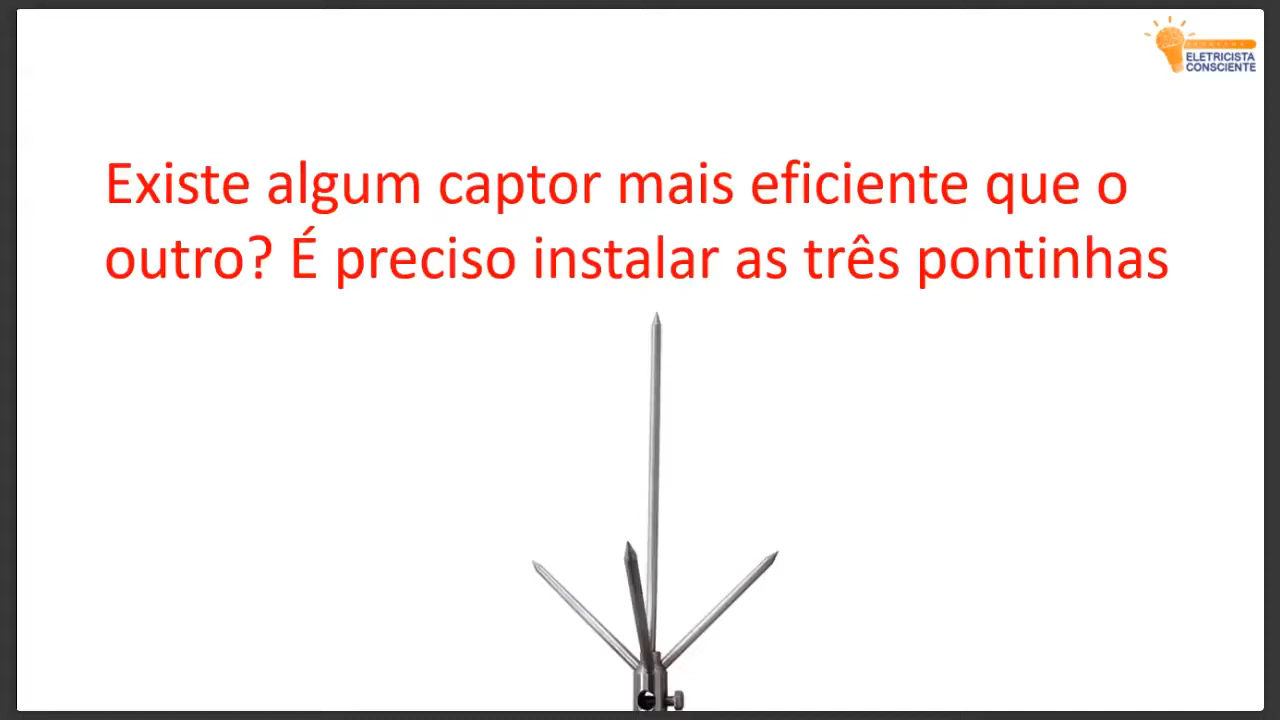 ELETRICISTA
CONSCIENTE
Existe algum captor mais eficiente que o
outro? É preciso instalar as três pontinhas